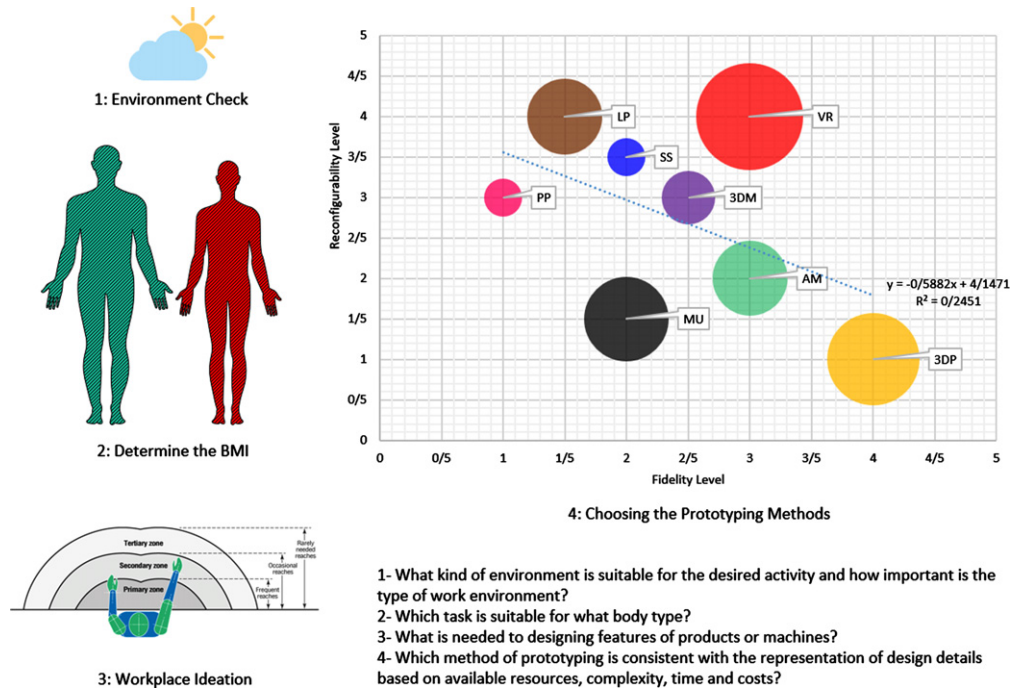 1: Environment Check
2: Determine the BMI
Tertiary zone
Secondary zone
Primary zone
Rarely
needed
reaches
Occasional
reaches
Frequent
reaches
3: Workplace Ideation
Reconfigurability Level
5
4/5
4
3/5
3
2/5
2
1/5
1
0/5
0
LP
VR
SS
PP
3DM
AM
MU
3DP
y = -0/5882x + 4/1471
R² = 0/2451
0
0/5
1
1/5
2
2/5
3
3/5
4
4/5
5
Fidelity Level
4: Choosing the Prototyping Methods
1- What kind of environment is suitable for the desired activity and how important is the
type of work environment?
2- Which task is suitable for what body type?
3- What is needed to designing features of products or machines?
4- Which method of prototyping is consistent with the representation of design details
based on available resources, complexity, time and costs?